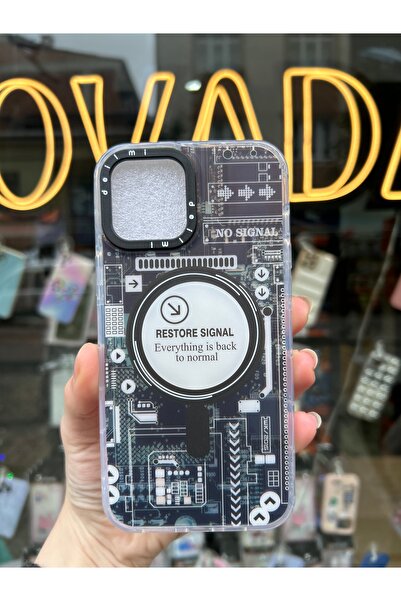 OVADA
NO SIGNAL
RESTORE SIGNAL
Everything is back
to normal